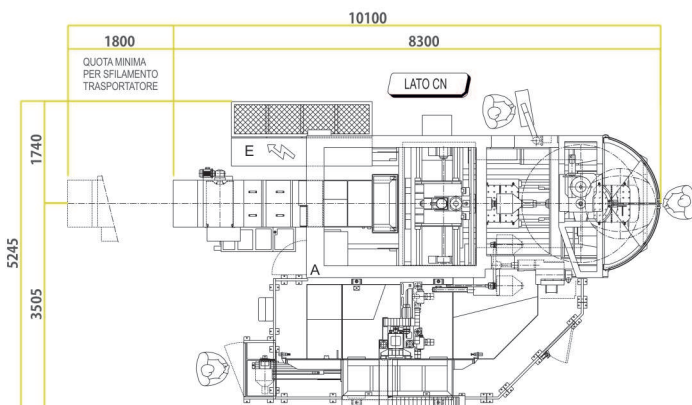 10100
1800
8300
QUOTA MINIMA
PER SFILAMENTO
TRASPORTATORE
LATO CN
1740
E
5245
A
3505